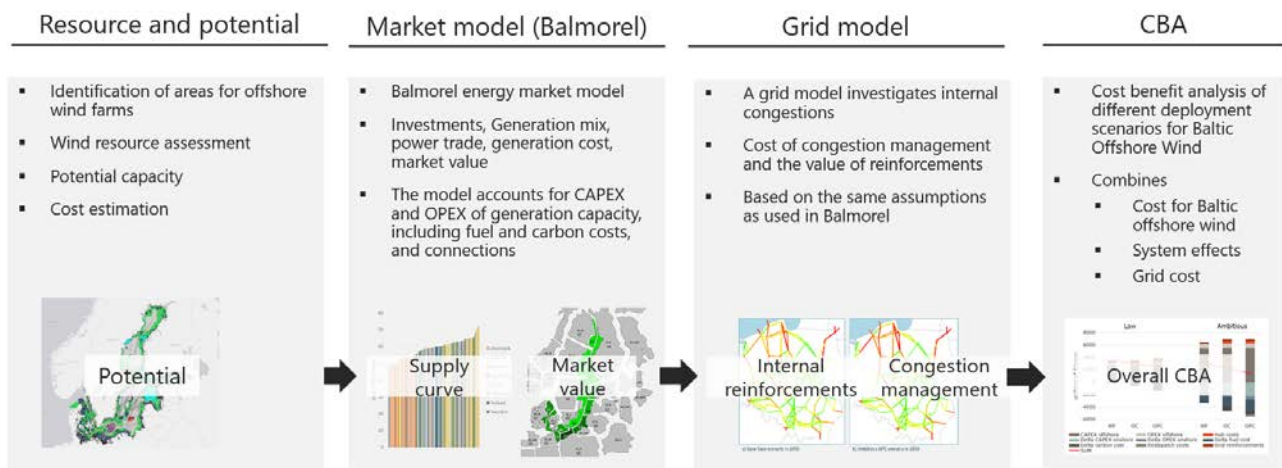 Resource and potential
Market model (Balmorel)
Grid model
CBA
▪ Identification of areas for offshore
wind farms
▪ Wind resource assessment
▪ Potential capacity
▪ Cost estimation
▪ Balmorel energy market model
▪ Investments, Generation mix,
power trade, generation cost,
market value
▪ The model accounts for CAPEX
and OPEX of generation capacity,
including fuel and carbon costs,
and connections
▪ A grid model investigates internal
congestions
▪ Cost of congestion management
and the value of reinforcements
▪ Based on the same assumptions
as used in Balmorel
▪ Cost benefit analysis of
different deployment
scenarios for Baltic
Offshore Wind
▪ Combines
▪ Cost for Baltic
offshore wind
▪ System effects
▪ Grid cost
Potential
Supply
curve
Market
value
Internal
reinforcements
Congestion
management
Low
Ambitious
Overall CBA